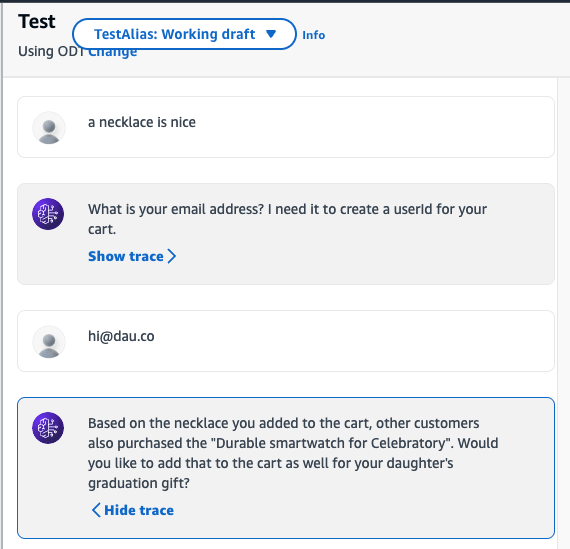 Test
TestAlias: Working draft
Info
Using ODT Change
a necklace is nice
What is your email address? I need it to create a userId for your
cart.
Show trace
hi@dau.co
Based on the necklace you added to the cart, other customers
also purchased the "Durable smartwatch for Celebratory". Would
you like to add that to the cart as well for your daughter's
graduation gift?
Hide trace